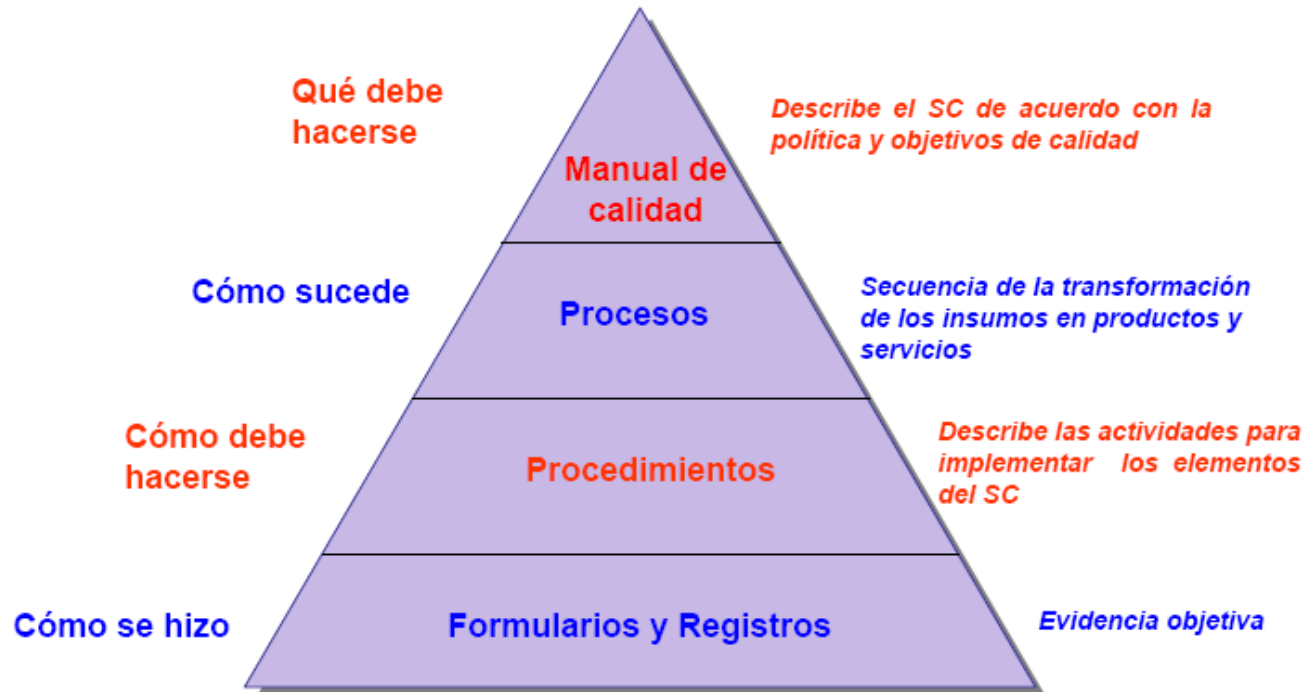 Qué debe
hacerse
Manual de
calidad
Describe el SC de acuerdo con la
política y objetivos de calidad
Cómo sucede
Procesos
Secuencia de la transformación
de los insumos en productos y
servicios
Cómo debe
hacerse
Procedimientos
Describe las actividades para
implementar los elementos
del SC
Cómo se hizo
Formularios y Registros
Evidencia objetiva